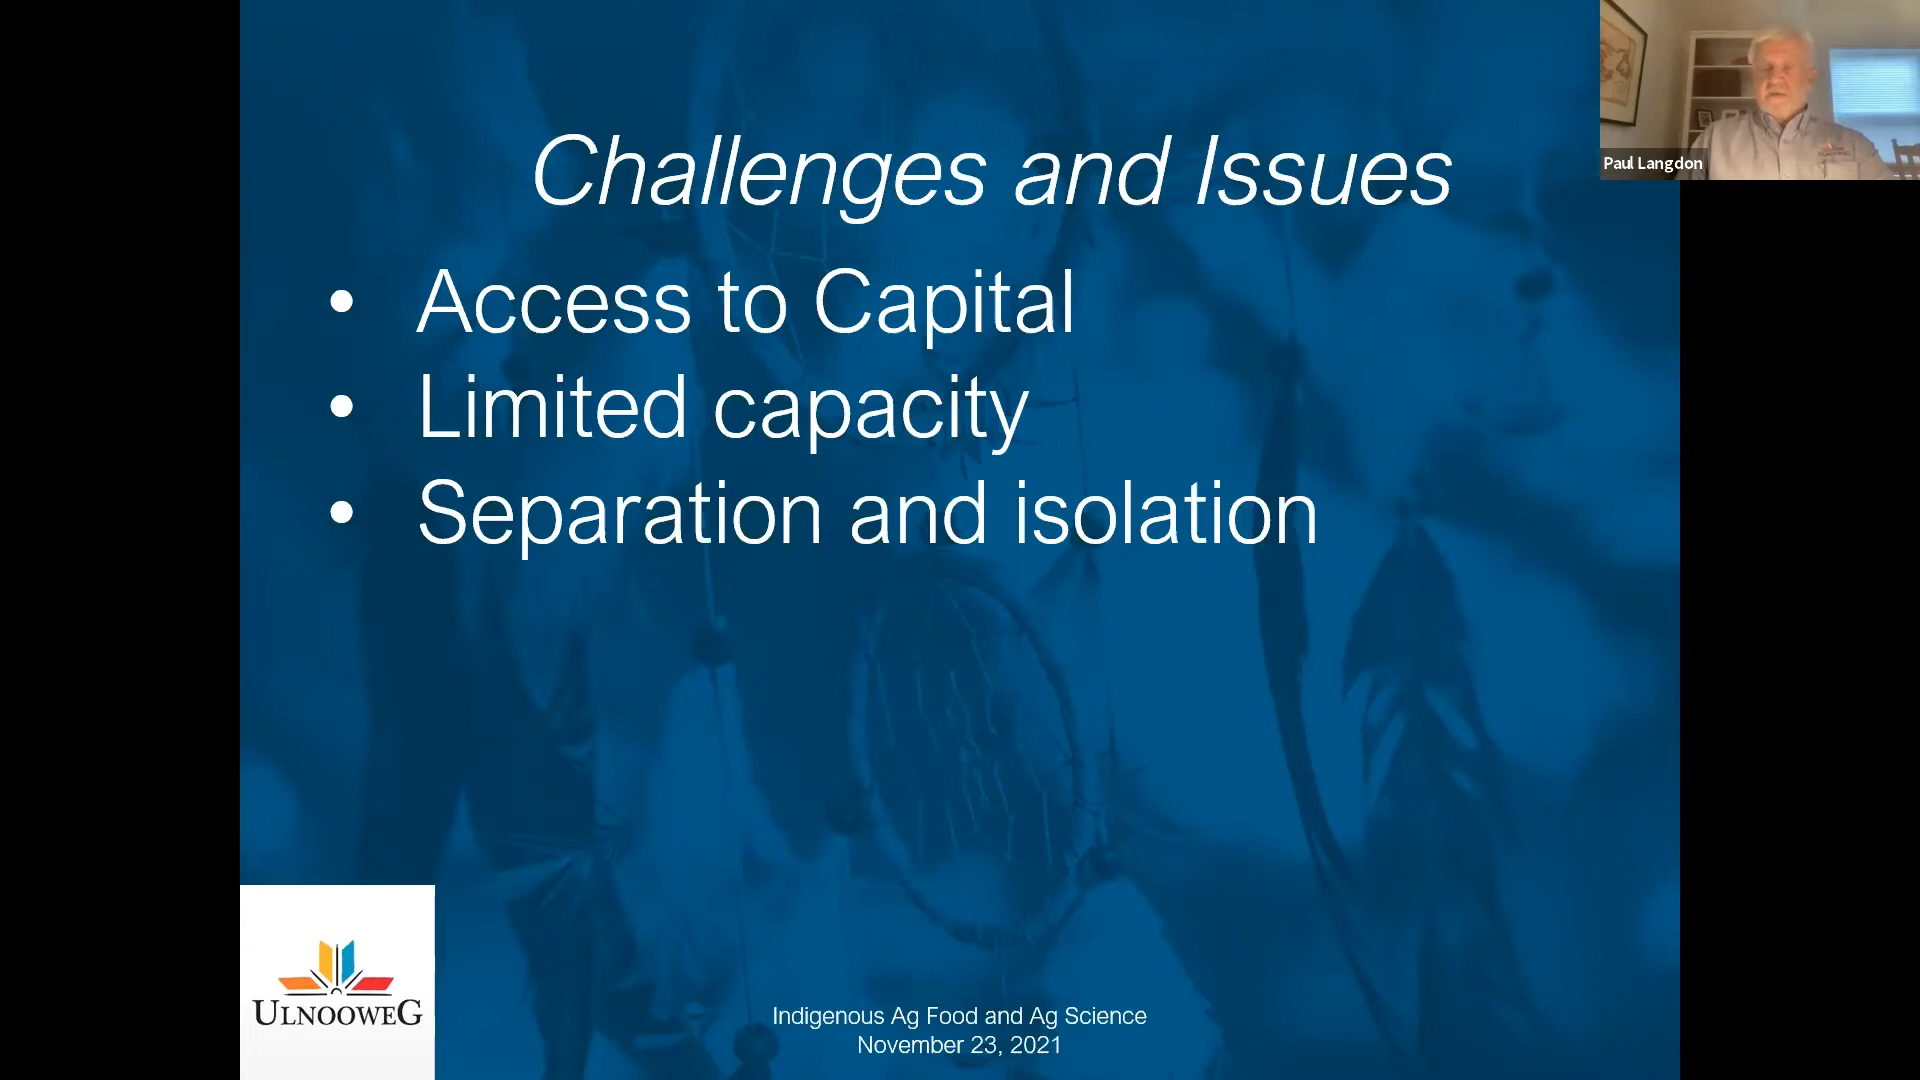 Paul Langdon
Challenges and Issues
• Access to Capital
• Limited capacity
• Separation and isolation
ULNOOWEG
Indigenous Ag Food and Ag Science
November 23, 2021